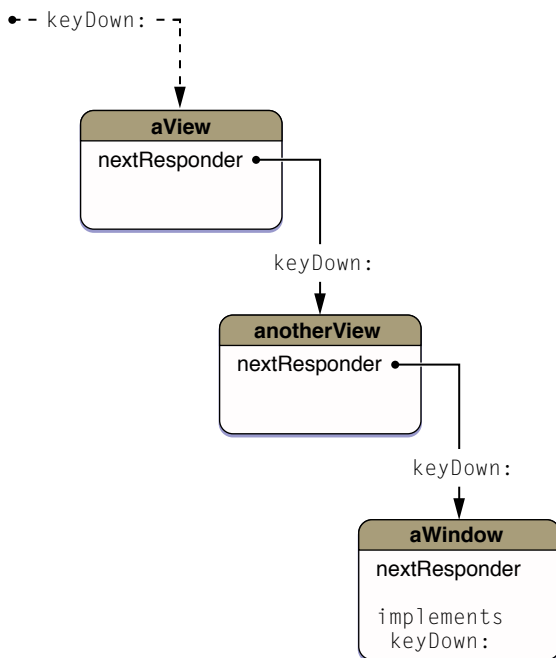 keyDown:
aView
nextResponder
keyDown:
anotherView
nextResponder
keyDown:
aWindow
nextResponder
implements
keyDown: